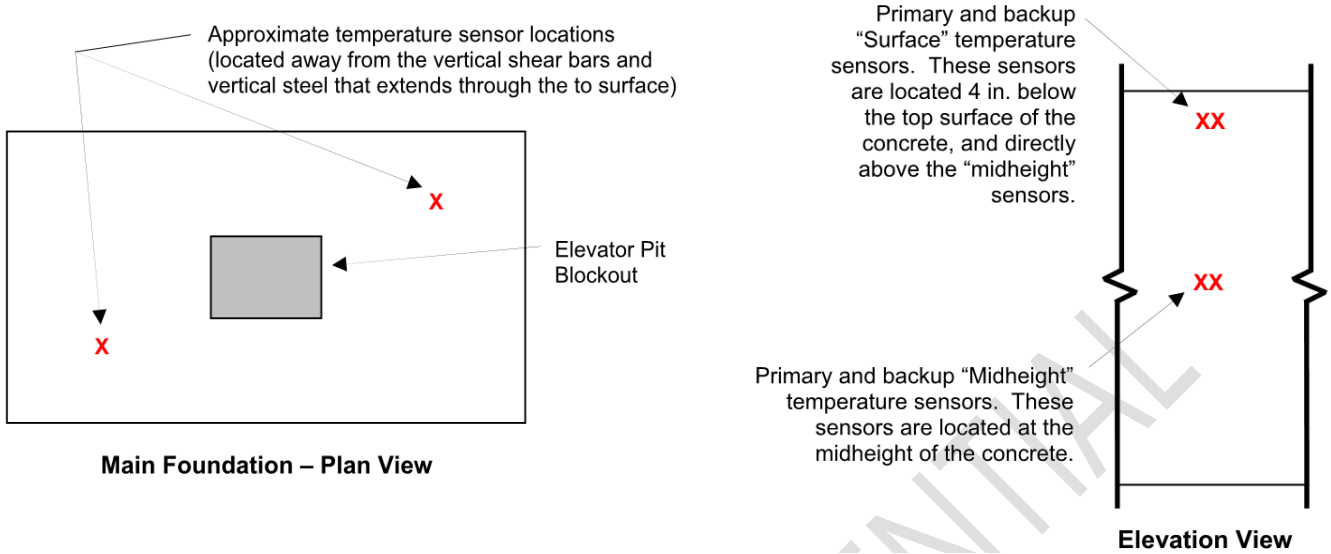 Approximate temperature sensor locations
(located away from the vertical shear bars and
vertical steel that extends through the to surface)
X
X
Elevator Pit
Blockout
Main Foundation – Plan View
Primary and backup
“Surface” temperature
sensors. These sensors
are located 4 in. below
the top surface of the
concrete, and directly
above the “midheight”
sensors.
XX
XX
Primary and backup “Midheight”
temperature sensors. These
sensors are located at the
midheight of the concrete.
Elevation View
NTIAL